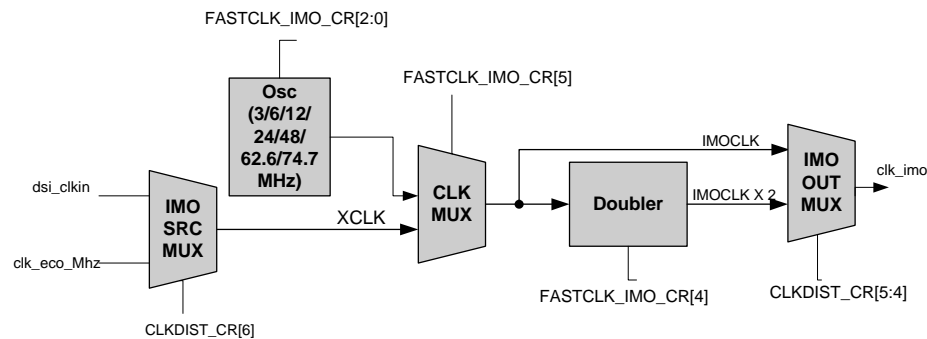 FASTCLK_IMO_CR[2:0]
Osc
(3/6/12/
24/48/
62.6/74.7
MHz)
FASTCLK_IMO_CR[5]
dsi_clkin
clk_eco_Mhz
IMO
SRC
MUX
XCLK
CLK
MUX
IMOCLK
Doubler
IMOCLK X 2
IMO
OUT
MUX
clk_imo
CLKDIST_CR[6]
FASTCLK_IMO_CR[4]
CLKDIST_CR[5:4]